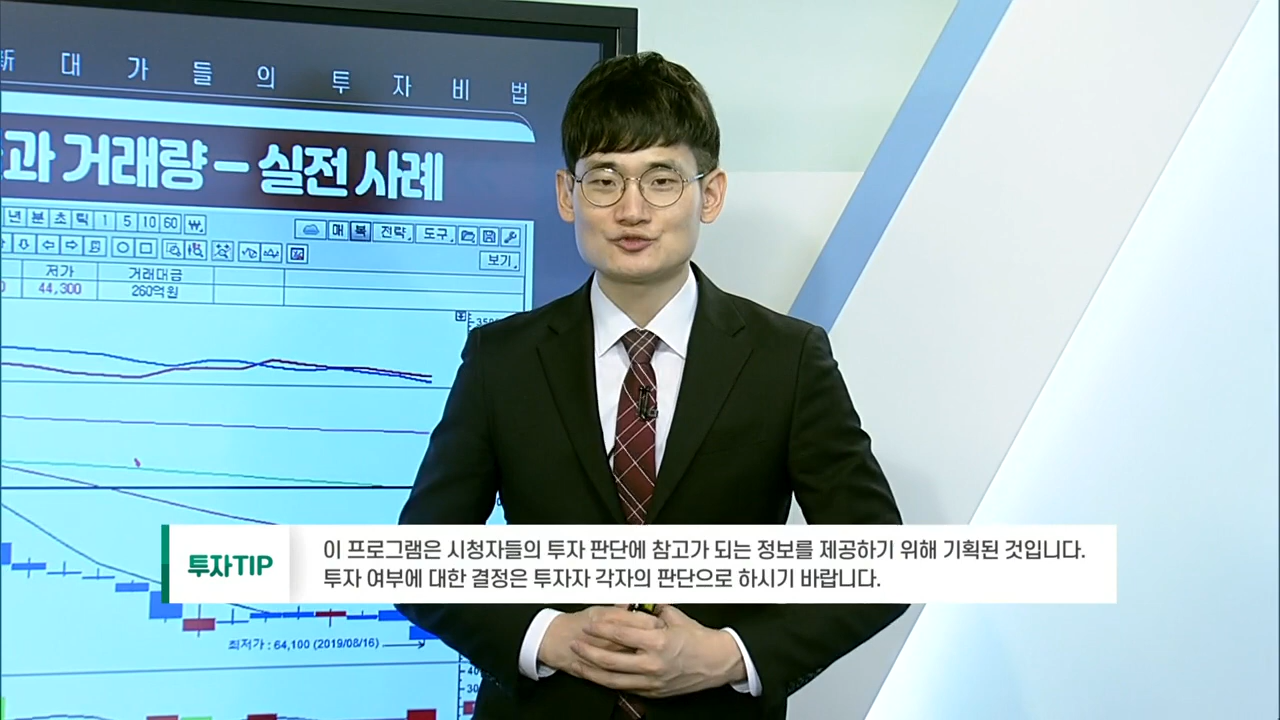 新 대 가 들 의 투 자 비 법
과 거래량 – 실전 사례
년 분 초 틱 1 5 10 60 ₩
매 복 전략 도구
보기
저가 거래대금
44,300 260억원
투자TIP
이 프로그램은 시청자들의 투자 판단에 참고가 되는 정보를 제공하기 위해 기획된 것입니다.
투자 여부에 대한 결정은 투자자 각자의 판단으로 하시기 바랍니다.
최저가 : 64,100 (2019/08/16)